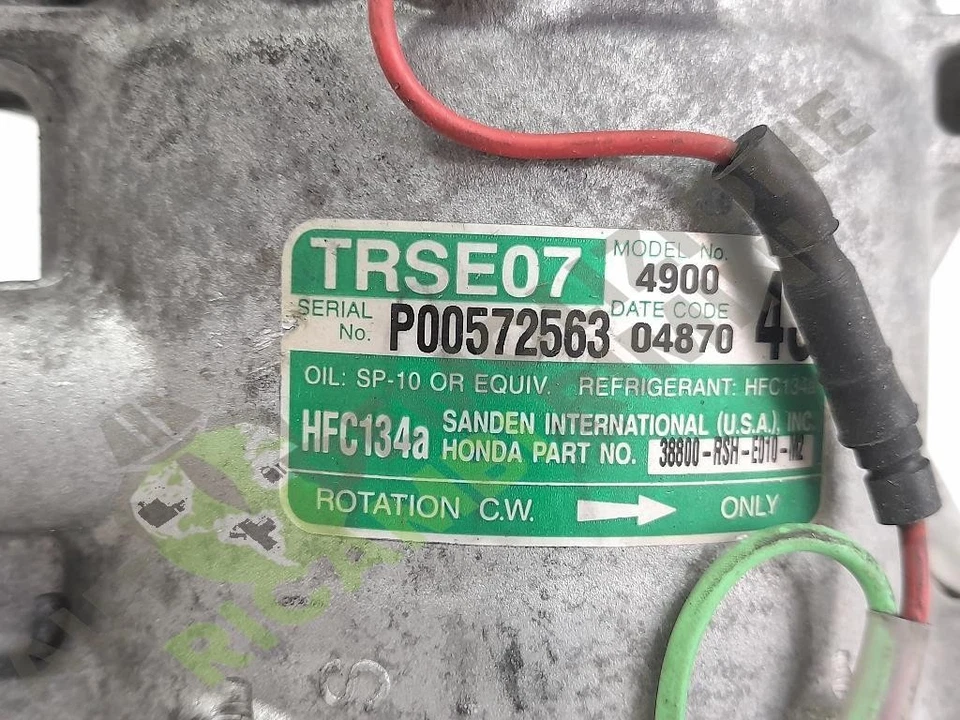 TRSE07 MODEL No. 4900
SERIAL No. P00572563 DATE CODE 04870
OIL: SP-10 OR EQUIV. REFRIGERANT: HFC134a
HFC134a SANDEN INTERNATIONAL (U.S.A.), INC.
HONDA PART NO. 38800-RSH-E010-M2
ROTATION C.W. ONLY